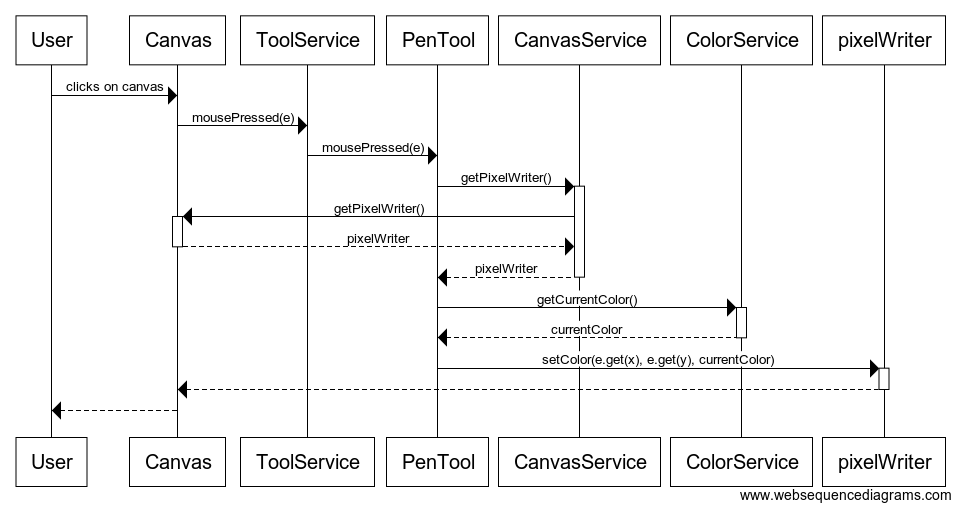 User Canvas ToolService PenTool CanvasService ColorService pixelWriter
clicks on canvas
mousePressed(e)
mousePressed(e)
getPixelWriter()
getPixelWriter()
pixelWriter
pixelWriter
getCurrentColor()
currentColor
setColor(e.get(x), e.get(y), currentColor)
User Canvas ToolService PenTool CanvasService ColorService pixelWriter
www.websequencediagrams.com